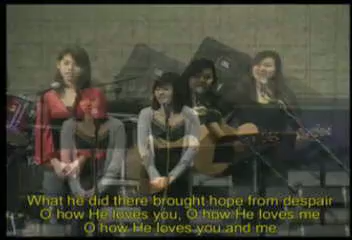 What he did there brought hope from despair
O how He loves you, O how He loves me
O how He loves you and me